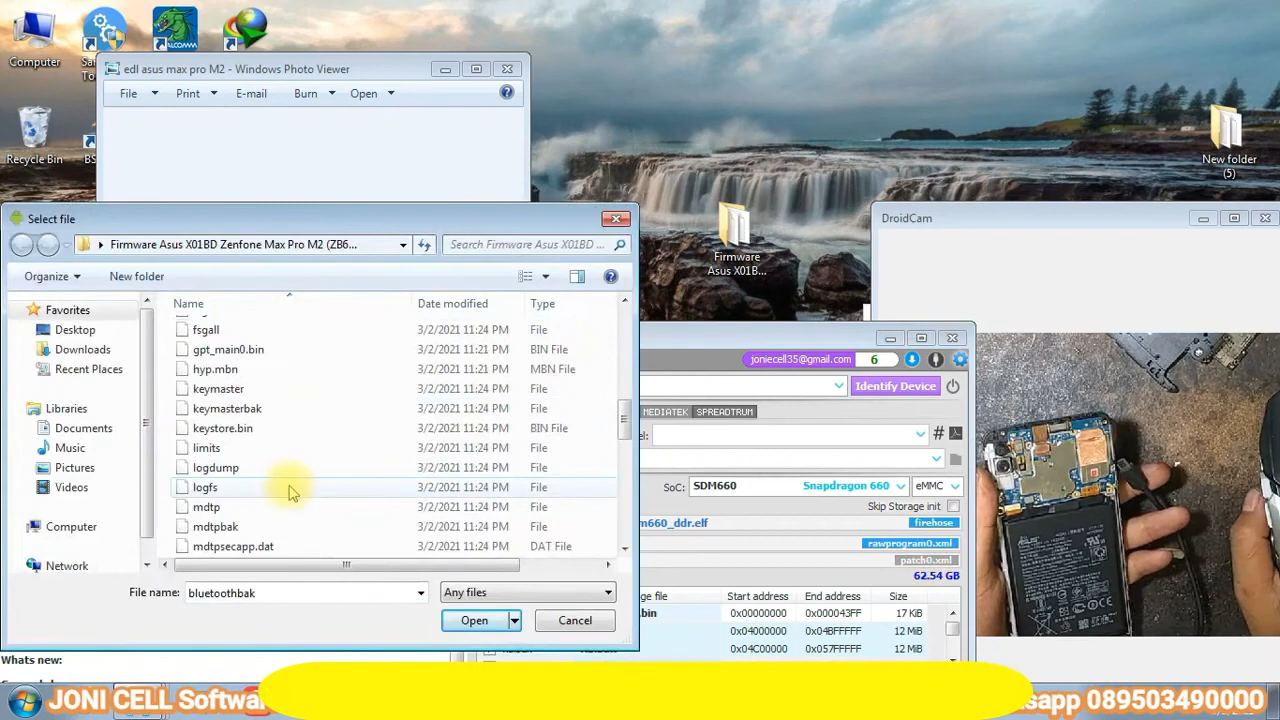 Computer
Recycle Bin
edl asus max pro M2 - Windows Photo Viewer
File Print E-mail Burn Open
New folder
(5)
Firmware
Asus X01B...
DroidCam
Select file
Firmware Asus X01BD Zenfone Max Pro M2 (ZB6...
Search Firmware Asus X01BD ZE...
Organize New folder
Name Date modified Type
Favorites
Desktop
Downloads
Recent Places
Libraries
Documents
Music
Pictures
Videos
Computer
Network
fsgall 3/2/2021 11:24 PM File
gpt_main0.bin 3/2/2021 11:21 PM BIN File
hyp.mbn 3/2/2021 11:24 PM MBN File
keymaster 3/2/2021 11:24 PM File
keymasterbak 3/2/2021 11:24 PM File
keystore.bin 3/2/2021 11:24 PM BIN File
limits 3/2/2021 11:24 PM File
logdump 3/2/2021 11:24 PM File
logfs 3/2/2021 11:24 PM File
mdtp 3/2/2021 11:24 PM File
mdtpbak 3/2/2021 11:24 PM File
mdtpsecapp.dat 3/2/2021 11:24 PM DAT File
File name: bluetoothbak Any files
Open Cancel
joniecell35@gmail.com 6
Identify Device
MEDIATEK SPREADTRUM
SoC: SDM660 Snapdragon 660 eMMC
Skip Storage init
m660_ddr.elf firehose
rawprogram0.xml
patch0.xml
62.54 GB
ge file Start address End address Size
bin 0x00000000 0x000043FF 17 KiB
0x04000000 0x04BFFFFF 12 MiB
0x04C00000 0x057FFFFF 12 MiB
Whats new:
JONI CELL Softwa
sapp 089503490000